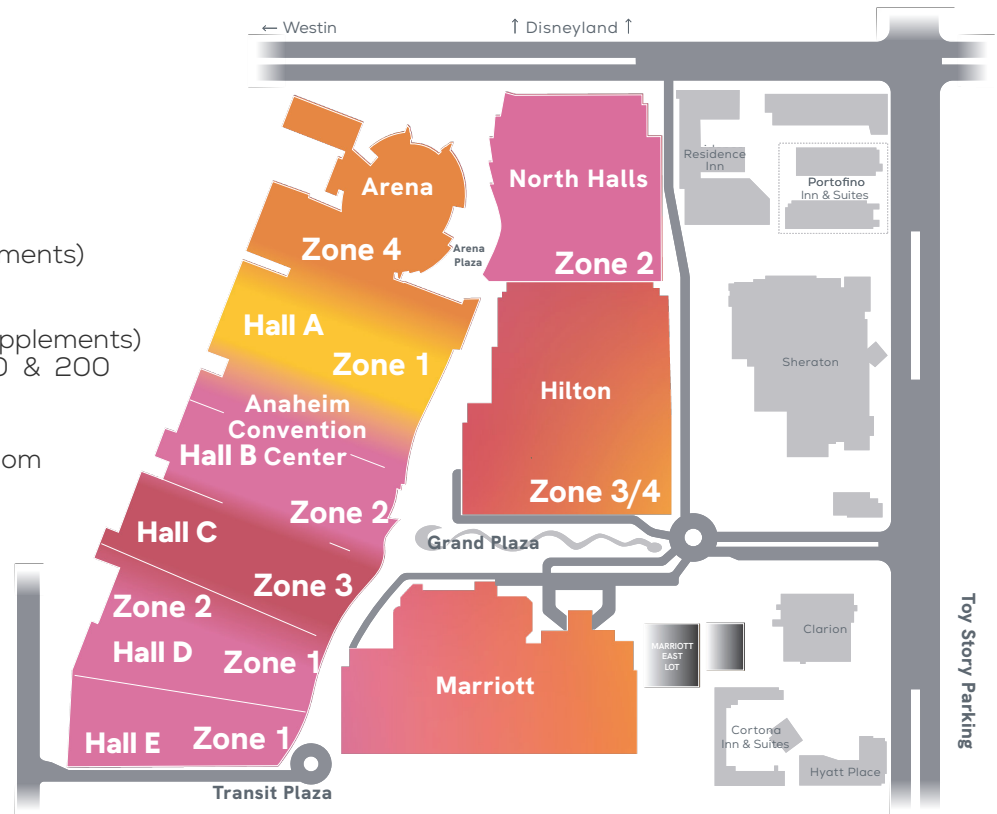 ← Westin
↑ Disneyland ↑
ments)
pplements)
0 & 200
om
Arena
Zone 4
Arena
Plaza
North Halls
Zone 2
Residence
Inn
Portofino
Inn & Suites
Hall A
Zone 1
Anaheim
Convention
Hall B Center
Zone 2
Hilton
Zone 3/4
Sheraton
Hall C
Zone 3
Grand Plaza
Zone 2
Hall D
Zone 1
Hall E
Zone 1
Marriott
MARRIOTT
EAST
LOT
Clarion
Cortona
Inn & Suites
Hyatt Place
Toy Story Parking
Transit Plaza